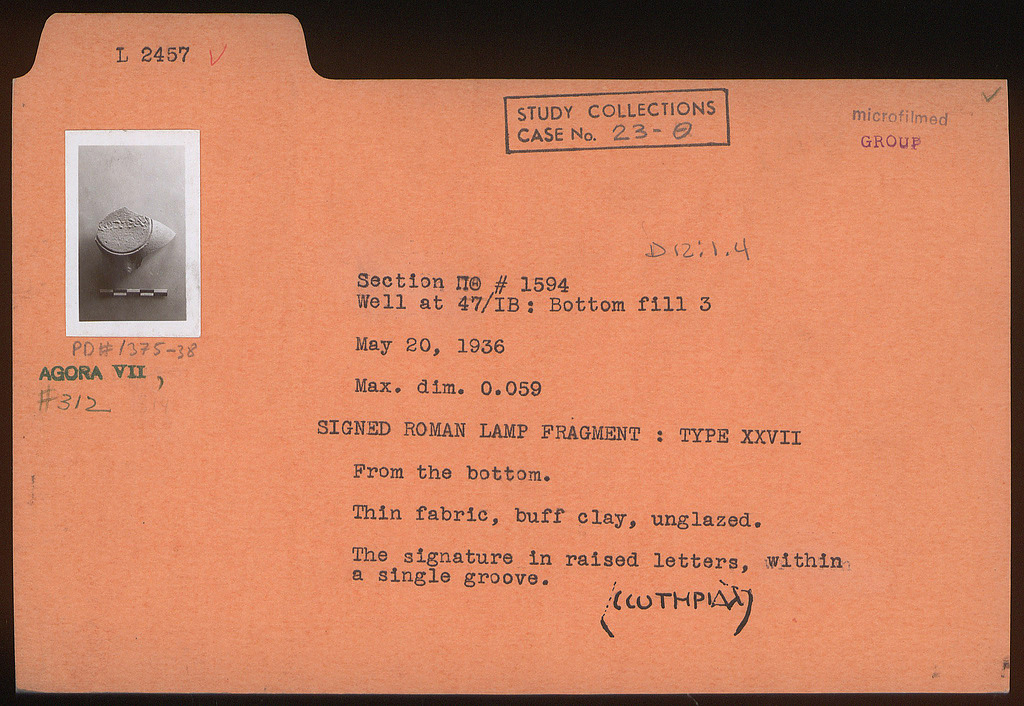 L 2457 ✓
STUDY COLLECTIONS
CASE No. 23-Θ
microfilmed
GROUP
D 12:1.4
Section ΠΘ # 1594
Well at 47/ΙΒ: Bottom fill 3
May 20, 1936
PD# 1375-38
AGORA VII,
#312
Max. dim. 0.059
SIGNED ROMAN LAMP FRAGMENT : TYPE XXVII
From the bottom.
Thin fabric, buff clay, unglazed.
The signature in raised letters, within
a single groove.